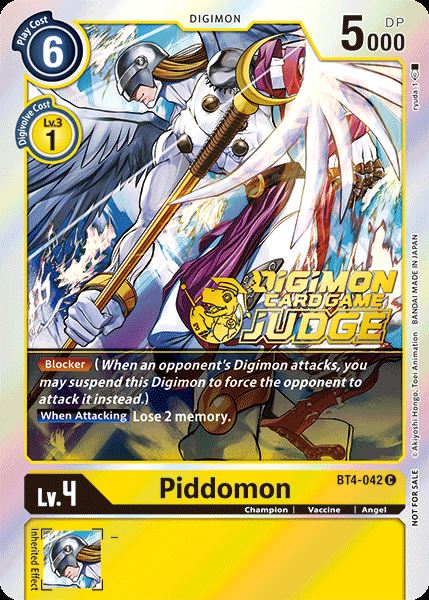 Play Cost
6
DIGIMON
5000
DP
Digivolve Cost
Lv.3
1
ryuda-1
DIGIMON
CARD GAME
JUDGE
Blocker (When an opponent's Digimon attacks, you
may suspend this Digimon to force the opponent to
attack it instead.)
When Attacking Lose 2 memory.
©Akiyoshi Hongo, Toei Animation BANDAI MADE IN JAPAN
NOT FOR SALE
Lv.4
Piddomon
BT4-042 C
Champion | Vaccine | Angel
Inherited Effect
–